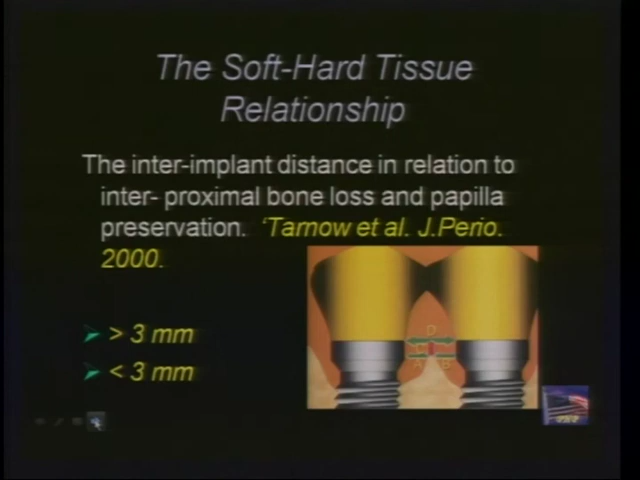 The Soft-Hard Tissue
Relationship
The inter-implant distance in relation to
inter- proximal bone loss and papilla
preservation. 'Tarnow et al. J.Perio.
2000.
> 3 mm
< 3 mm
D
C
A B